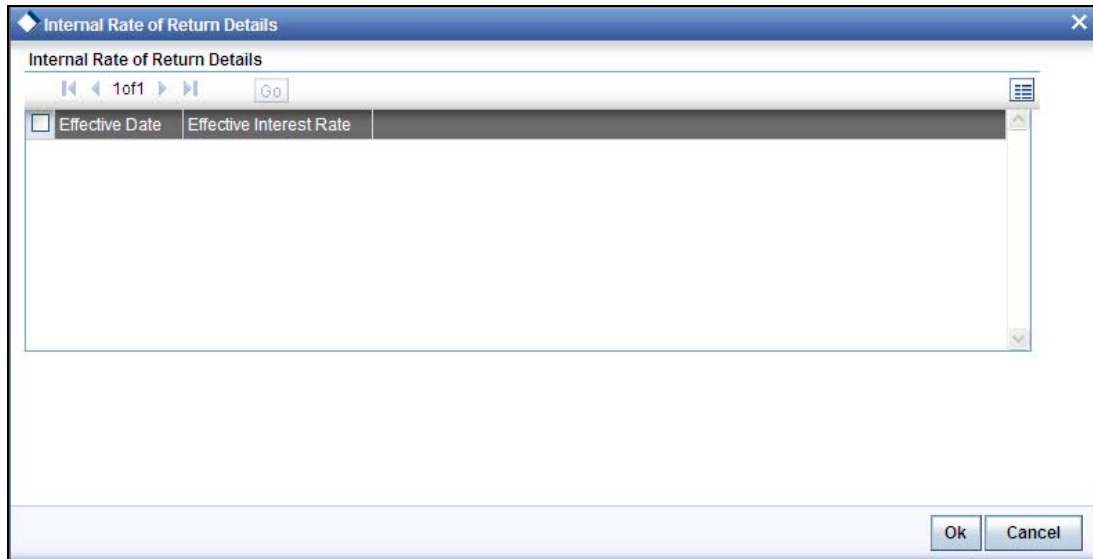 Internal Rate of Return Details
Internal Rate of Return Details
1of1 Go
Effective Date Effective Interest Rate
Ok Cancel